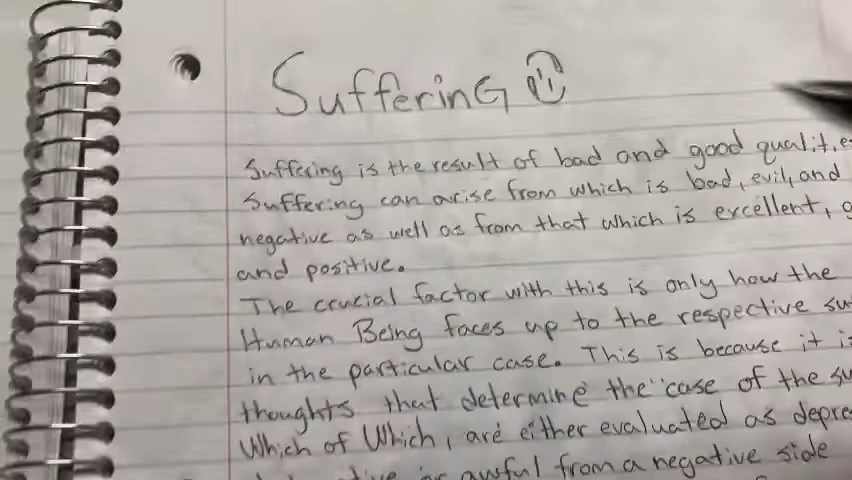 SufferinG
Suffering is the result of bad and good
Suffering can arise from which is bad, evil, and
negative as well as from that which is excellent,
and positive.
The crucial factor with this is only how the
Human Being faces up to the respective
in the particular case. This is because it
thoughts that determine the case of the
Which of Which, are either evaluated as
or awful from a negative side